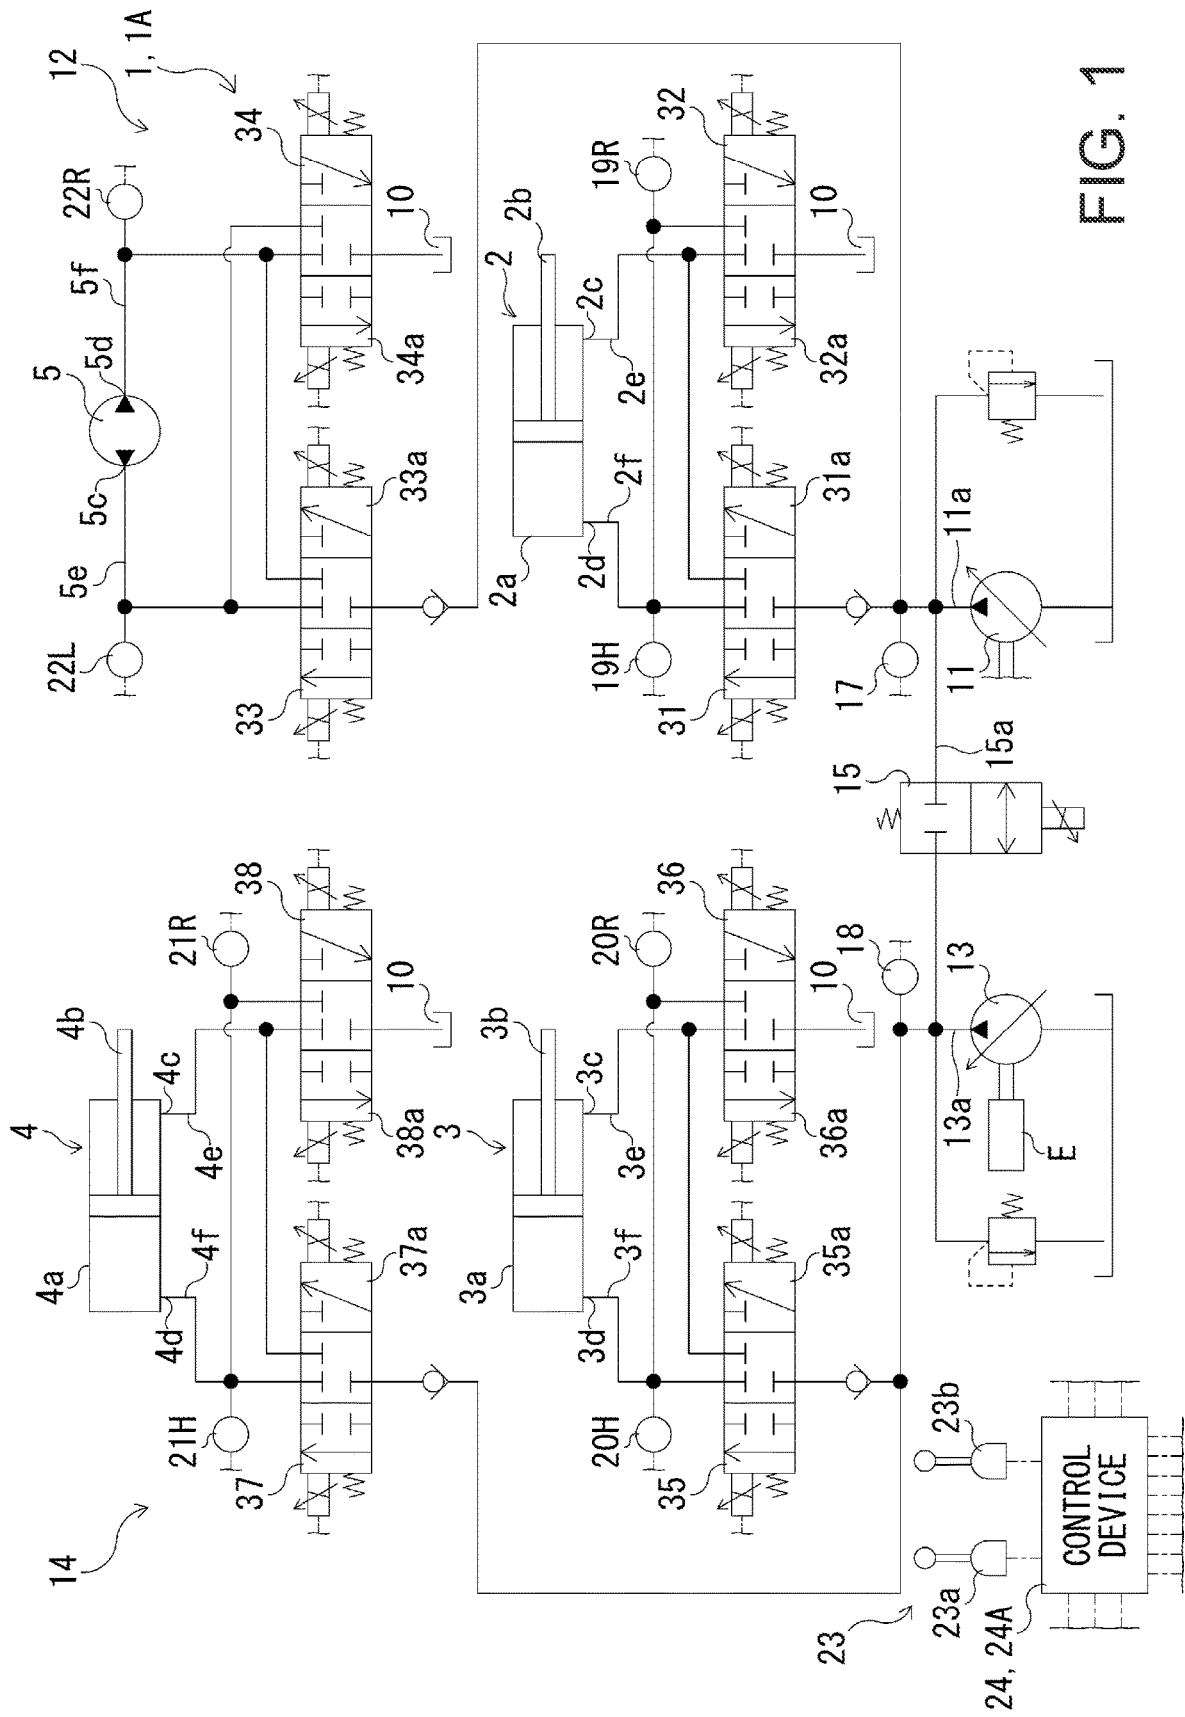 14
12
1, 1A
4
4a
4b
4c
4d
4e
4f
21H
21R
37
37a
38
38a
10
5
5c
5d
5e
5f
22L
22R
33
33a
34
34a
10
3
3a
3b
3c
3d
3e
3f
20H
20R
35
35a
36
36a
10
2
2a
2b
2c
2d
2e
2f
19H
19R
31
31a
32
32a
10
18
17
15
15a
13
13a
E
11
11a
23
23a
23b
24, 24A
CONTROL
DEVICE
FIG. 1